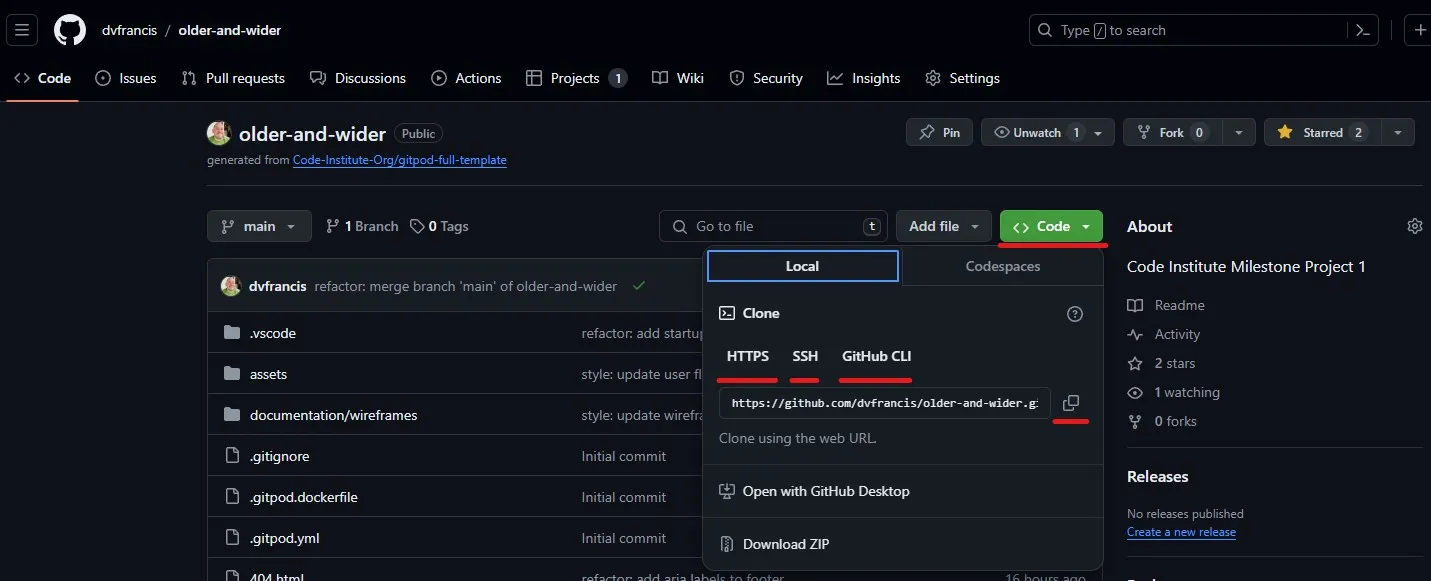 dvfrancis / older-and-wider
Type / to search
Code Issues Pull requests Discussions Actions Projects 1 Wiki Security Insights Settings
older-and-wider Public
Pin Unwatch 1 Fork 0 Starred 2
generated from Code-Institute-Org/gitpod-full-template
main 1 Branch 0 Tags
Go to file t Add file Code
About
Code Institute Milestone Project 1
Readme
Activity
2 stars
1 watching
0 forks
Releases
No releases published
Create a new release
dvfrancis refactor: merge branch 'main' of older-and-wider
.vscode refactor: add startu
assets style: update user fl
documentation/wireframes style: update wirefra
.gitignore Initial commit
.gitpod.dockerfile Initial commit
.gitpod.yml Initial commit
404.html refactor: add aria labels to footer 16 hours ago
Local Codespaces
Clone
HTTPS SSH GitHub CLI
https://github.com/dvfrancis/older-and-wider.gi
Clone using the web URL.
Open with GitHub Desktop
Download ZIP